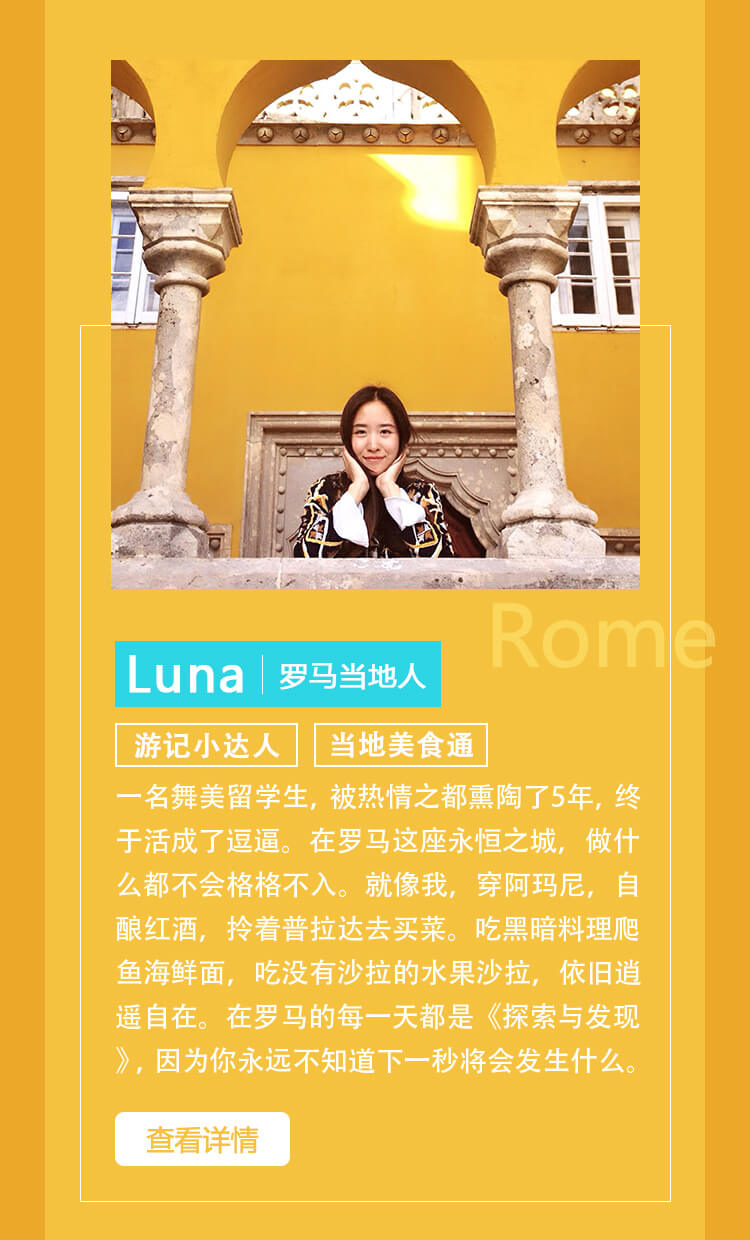 Rome
Luna 罗马当地人
游记小达人 当地美食通
一名舞美留学生，被热情之都熏陶了5年，终
于活成了逗逼。在罗马这座永恒之城，做什
么都不会格格不入。就像我，穿阿玛尼，自
酿红酒，拎着普拉达去买菜。吃黑暗料理爬
鱼海鲜面，吃没有沙拉的水果沙拉，依旧逍
遥自在。在罗马的每一天都是《探索与发现
》，因为你永远不知道下一秒将会发生什么。
查看详情